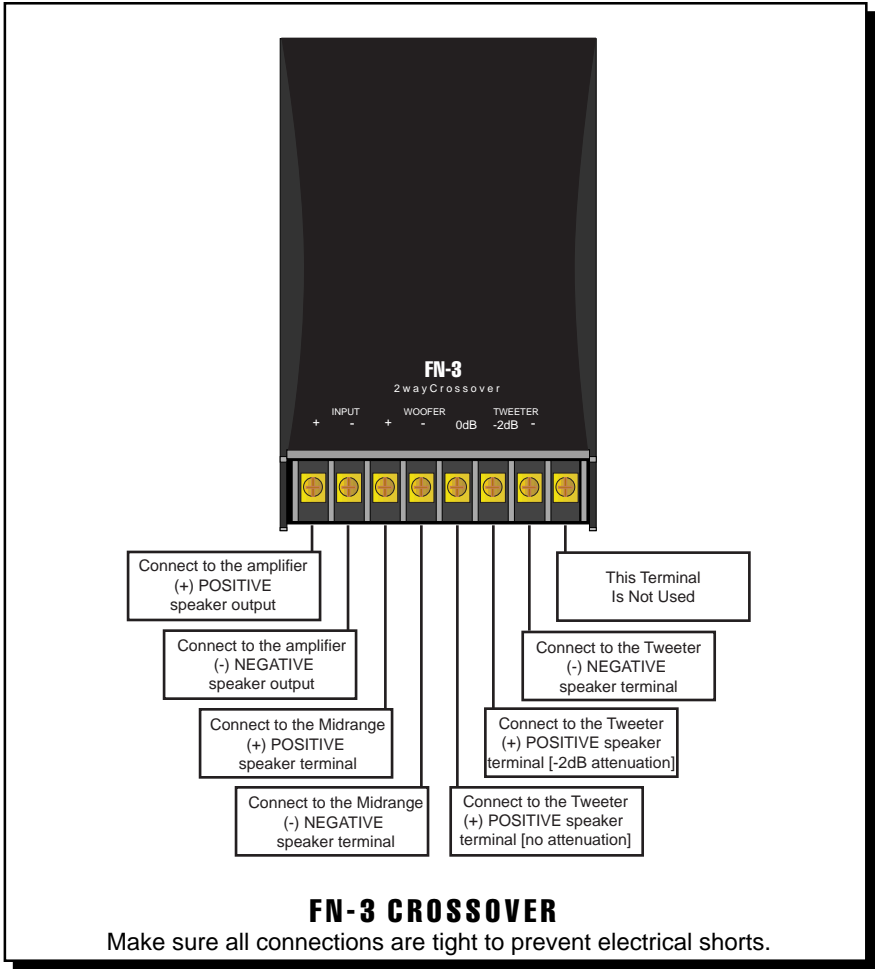 FN-3
2wayCrossover
INPUT WOOFER TWEETER
+ - + - 0dB -2dB -
Connect to the amplifier
(+) POSITIVE
speaker output
This Terminal
Is Not Used
Connect to the amplifier
(-) NEGATIVE
speaker output
Connect to the Tweeter
(-) NEGATIVE
speaker terminal
Connect to the Midrange
(+) POSITIVE
speaker terminal
Connect to the Tweeter
(+) POSITIVE speaker
terminal [-2dB attenuation]
Connect to the Midrange
(-) NEGATIVE
speaker terminal
Connect to the Tweeter
(+) POSITIVE speaker
terminal [no attenuation]
FN-3 CROSSOVER
Make sure all connections are tight to prevent electrical shorts.